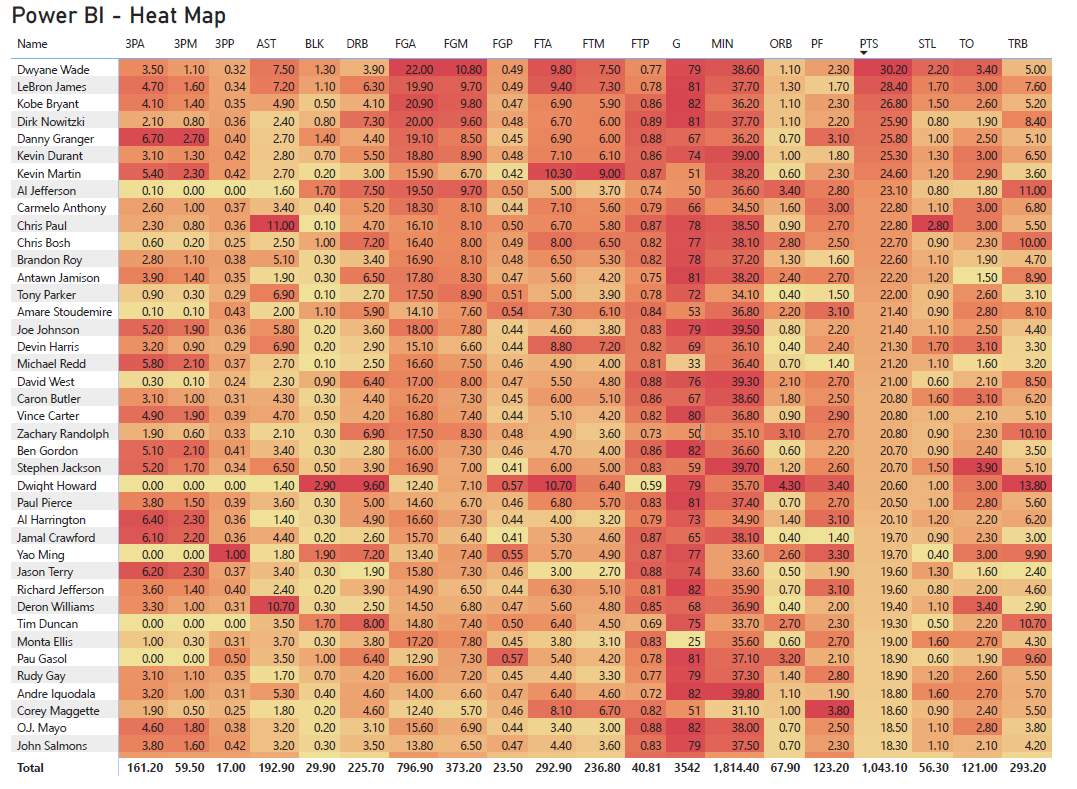 Power BI - Heat Map
Name 3PA 3PM 3PP AST BLK DRB FGA FGM FGP FTA FTM FTP G MIN ORB PF PTS STL TO TRB
Dwyane Wade 3.50 1.10 0.32 7.50 1.30 3.90 22.00 10.80 0.49 9.80 7.50 0.77 79 38.60 1.10 2.30 30.20 2.20 3.40 5.00
LeBron James 4.70 1.60 0.34 7.20 1.10 6.30 19.90 9.70 0.49 9.40 7.30 0.78 81 37.70 1.30 1.70 28.40 1.70 3.00 7.60
Kobe Bryant 4.10 1.40 0.35 4.90 0.50 4.10 20.90 9.80 0.47 6.90 5.90 0.86 82 36.20 1.10 2.30 26.80 1.50 2.60 5.20
Dirk Nowitzki 2.10 0.80 0.36 2.40 0.80 7.30 20.00 9.60 0.48 6.70 6.00 0.89 81 37.70 1.10 2.20 25.90 0.80 1.90 8.40
Danny Granger 6.70 2.70 0.40 2.70 1.40 4.40 19.10 8.50 0.45 6.90 6.00 0.88 67 36.20 0.70 3.10 25.80 1.00 2.50 5.10
Kevin Durant 3.10 1.30 0.42 2.80 0.70 5.50 18.80 8.90 0.48 7.10 6.10 0.86 74 39.00 1.00 1.80 25.30 1.30 3.00 6.50
Kevin Martin 5.40 2.30 0.42 2.70 0.20 3.00 15.90 6.70 0.42 10.30 9.00 0.87 51 38.20 0.60 2.30 24.60 1.20 2.90 3.60
Al Jefferson 0.10 0.00 0.00 1.60 1.70 7.50 19.50 9.70 0.50 5.00 3.70 0.74 50 36.60 3.40 2.80 23.10 0.80 1.80 11.00
Carmelo Anthony 2.60 1.00 0.37 3.40 0.40 5.20 18.30 8.10 0.44 7.10 5.60 0.79 66 34.50 1.60 3.00 22.80 1.10 3.00 6.80
Chris Paul 2.30 0.80 0.36 11.00 0.10 4.70 16.10 8.10 0.50 6.70 5.80 0.87 78 38.50 0.90 2.70 22.80 2.80 3.00 5.50
Chris Bosh 0.60 0.20 0.25 2.50 1.00 7.20 16.40 8.00 0.49 8.00 6.50 0.82 77 38.10 2.80 2.50 22.70 0.90 2.30 10.00
Brandon Roy 2.80 1.10 0.38 5.10 0.30 3.40 16.90 8.10 0.48 6.50 5.30 0.82 78 37.20 1.30 1.60 22.60 1.10 1.90 4.70
Antawn Jamison 3.90 1.40 0.35 1.90 0.30 6.50 17.80 8.30 0.47 5.60 4.20 0.75 81 38.20 2.40 2.70 22.20 1.20 1.50 8.90
Tony Parker 0.90 0.30 0.29 6.90 0.10 2.70 17.50 8.90 0.51 5.00 3.90 0.78 72 34.10 0.40 1.50 22.00 0.90 2.60 3.10
Amare Stoudemire 0.10 0.10 0.43 2.00 1.10 5.90 14.10 7.60 0.54 7.30 6.10 0.84 53 36.80 2.20 3.10 21.40 0.90 2.80 8.10
Joe Johnson 5.20 1.90 0.36 5.80 0.20 3.60 18.00 7.80 0.44 4.60 3.80 0.83 79 39.50 0.80 2.20 21.40 1.10 2.50 4.40
Devin Harris 3.20 0.90 0.29 6.90 0.20 2.90 15.10 6.60 0.44 8.80 7.20 0.82 69 36.10 0.40 2.40 21.30 1.70 3.10 3.30
Michael Redd 5.80 2.10 0.37 2.70 0.10 2.50 16.60 7.50 0.46 4.90 4.00 0.81 33 36.40 0.70 1.40 21.20 1.10 1.60 3.20
David West 0.30 0.10 0.24 2.30 0.90 6.40 17.00 8.00 0.47 5.50 4.80 0.88 76 39.30 2.10 2.70 21.00 0.60 2.10 8.50
Caron Butler 3.10 1.00 0.31 4.30 0.30 4.40 16.20 7.30 0.45 6.00 5.10 0.86 67 38.60 1.80 2.50 20.80 1.60 3.10 6.20
Vince Carter 4.90 1.90 0.39 4.70 0.50 4.20 16.80 7.40 0.44 5.10 4.20 0.82 80 36.80 0.90 2.90 20.80 1.00 2.10 5.10
Zachary Randolph 1.90 0.60 0.33 2.10 0.30 6.90 17.50 8.30 0.48 4.90 3.60 0.73 50 35.10 3.10 2.70 20.80 0.90 2.30 10.10
Ben Gordon 5.10 2.10 0.41 3.40 0.30 2.80 16.00 7.30 0.46 4.70 4.00 0.86 82 36.60 0.60 2.20 20.70 0.90 2.40 3.50
Stephen Jackson 5.20 1.70 0.34 6.50 0.50 3.90 16.90 7.00 0.41 6.00 5.00 0.83 59 39.70 1.20 2.60 20.70 1.50 3.90 5.10
Dwight Howard 0.00 0.00 0.00 1.40 2.90 9.60 12.40 7.10 0.57 10.70 6.40 0.59 79 35.70 4.30 3.40 20.60 1.00 3.00 13.80
Paul Pierce 3.80 1.50 0.39 3.60 0.30 5.00 14.60 6.70 0.46 6.80 5.70 0.83 81 37.40 0.70 2.70 20.50 1.00 2.80 5.60
Al Harrington 6.40 2.30 0.36 1.40 0.30 4.90 16.60 7.30 0.44 4.00 3.20 0.79 73 34.90 1.40 3.10 20.10 1.20 2.20 6.20
Jamal Crawford 6.10 2.20 0.36 4.40 0.20 2.60 15.70 6.40 0.41 5.30 4.60 0.87 65 38.10 0.40 1.40 19.70 0.90 2.30 3.00
Yao Ming 0.00 0.00 1.00 1.80 1.90 7.20 13.40 7.40 0.55 5.70 4.90 0.87 77 33.60 2.60 3.30 19.70 0.40 3.00 9.90
Jason Terry 6.20 2.30 0.37 3.40 0.30 1.90 15.80 7.30 0.46 3.00 2.70 0.88 74 33.60 0.50 1.90 19.60 1.30 1.60 2.40
Richard Jefferson 3.60 1.40 0.40 2.40 0.20 3.90 14.90 6.50 0.44 6.30 5.10 0.81 82 35.90 0.70 3.10 19.60 0.80 2.00 4.60
Deron Williams 3.30 1.00 0.31 10.70 0.30 2.50 14.50 6.80 0.47 5.60 4.80 0.85 68 36.90 0.40 2.00 19.40 1.10 3.40 2.90
Tim Duncan 0.00 0.00 0.00 3.50 1.70 8.00 14.80 7.40 0.50 6.40 4.50 0.69 75 33.70 2.70 2.30 19.30 0.50 2.20 10.70
Monta Ellis 1.00 0.30 0.31 3.70 0.30 3.80 17.20 7.80 0.45 3.80 3.10 0.83 25 35.60 0.60 2.70 19.00 1.60 2.70 4.30
Pau Gasol 0.00 0.00 0.50 3.50 1.00 6.40 12.90 7.30 0.57 5.40 4.20 0.78 81 37.10 3.20 2.10 18.90 0.60 1.90 9.60
Rudy Gay 3.10 1.10 0.35 1.70 0.70 4.20 16.00 7.20 0.45 4.40 3.30 0.77 79 37.30 1.40 2.80 18.90 1.20 2.60 5.50
Andre Iquodala 3.20 1.00 0.31 5.30 0.40 4.60 14.00 6.60 0.47 6.40 4.60 0.72 82 39.80 1.10 1.90 18.80 1.60 2.70 5.70
Corey Maggette 1.90 0.50 0.25 1.80 0.20 4.60 12.40 5.70 0.46 8.10 6.70 0.82 51 31.10 1.00 3.80 18.60 0.90 2.40 5.50
O.J. Mayo 4.60 1.80 0.38 3.20 0.20 3.10 15.60 6.90 0.44 3.40 3.00 0.88 82 38.00 0.70 2.50 18.50 1.10 2.80 3.80
John Salmons 3.80 1.60 0.42 3.20 0.30 3.50 13.80 6.50 0.47 4.40 3.60 0.83 79 37.50 0.70 2.30 18.30 1.10 2.10 4.20
Total 161.20 59.50 17.00 192.90 29.90 225.70 796.90 373.20 23.50 292.90 236.80 40.81 3542 1,814.40 67.90 123.20 1,043.10 56.30 121.00 293.20